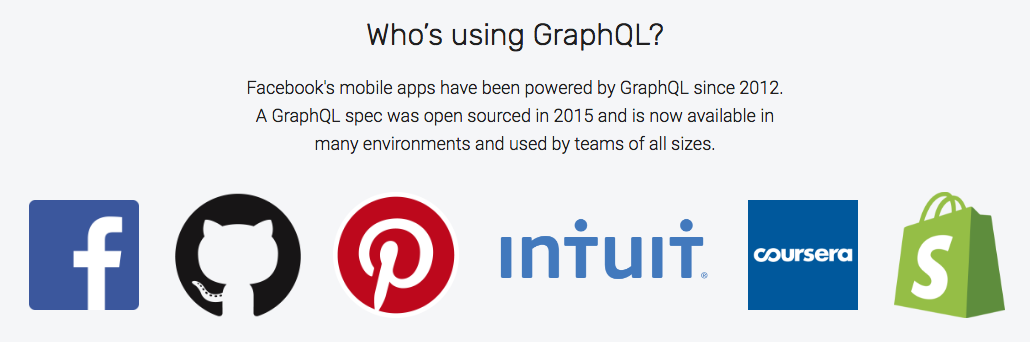 Who's using GraphQL?
Facebook's mobile apps have been powered by GraphQL since 2012.
A GraphQL spec was open sourced in 2015 and is now available in
many environments and used by teams of all sizes.
f
intuit®
coursera
S